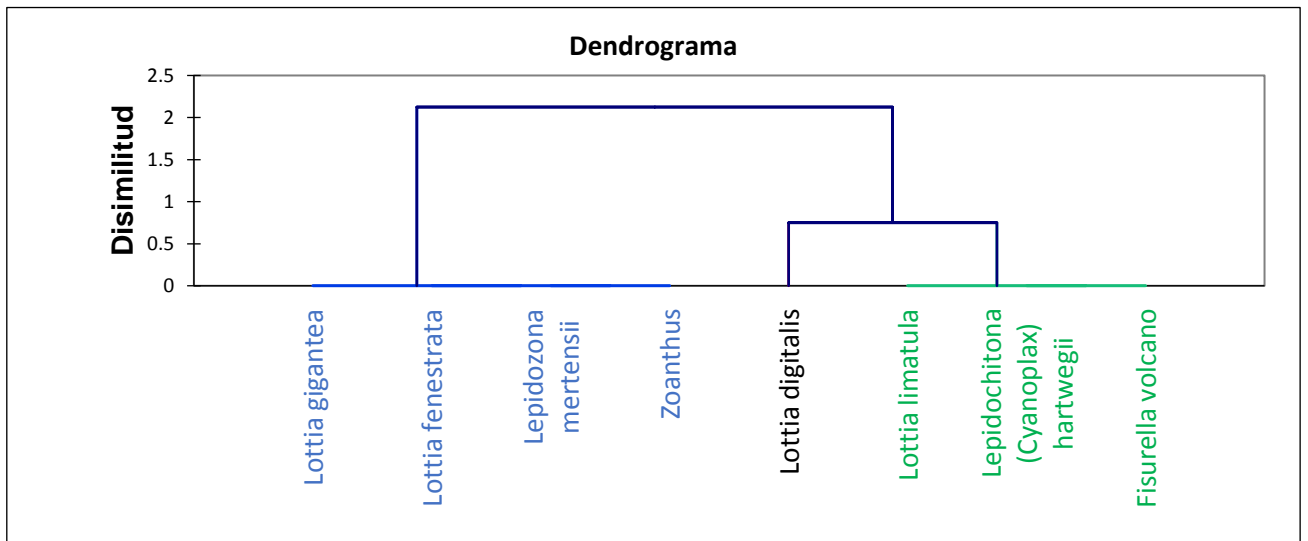 Dendrograma
Disimilitud
2.5
2
1.5
1
0.5
0
Lottia gigantea
Lottia fenestrata
Lepidozona
mertensii
Zoanthus
Lottia digitalis
Lottia limatula
Lepidochitona
(Cyanoplax)
hartwegii
Fisurella volcano